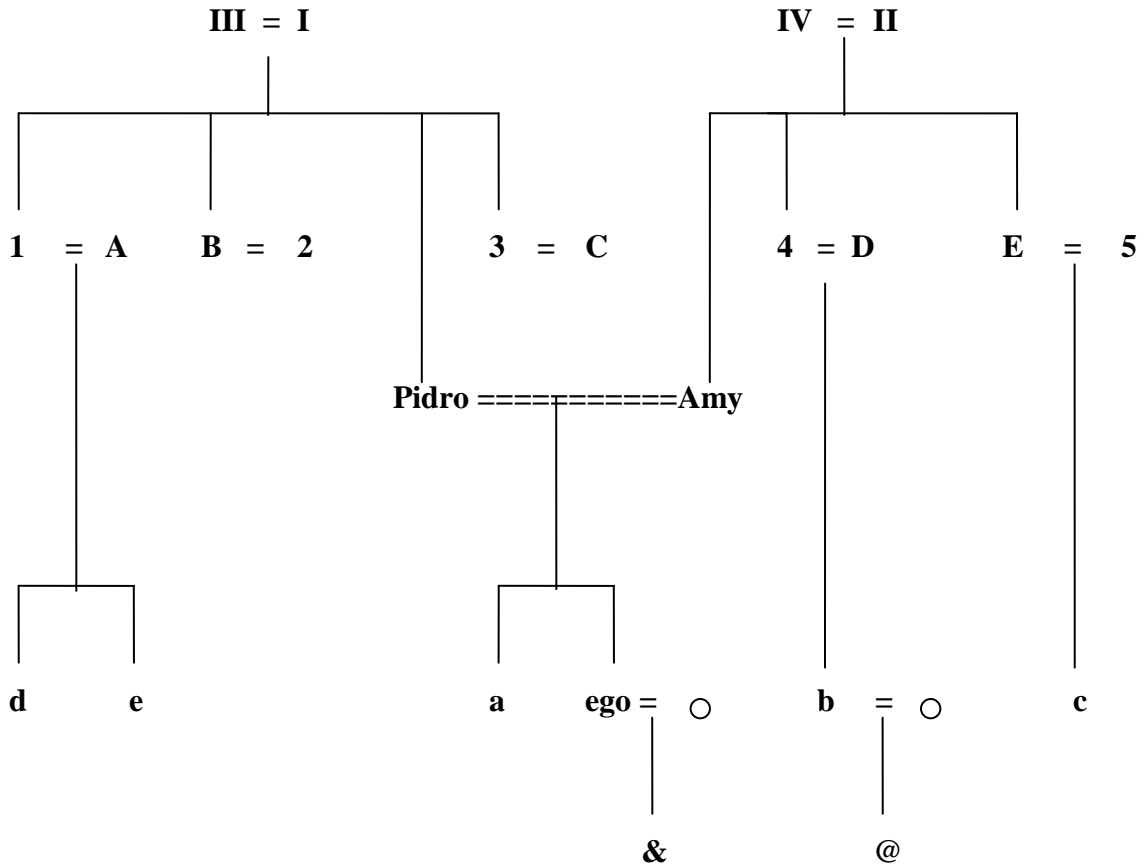 III = I IV = II
1 = A B = 2 3 = C 4 = D E = 5
Pidro ===========Amy
d e a ego = b = c
& @